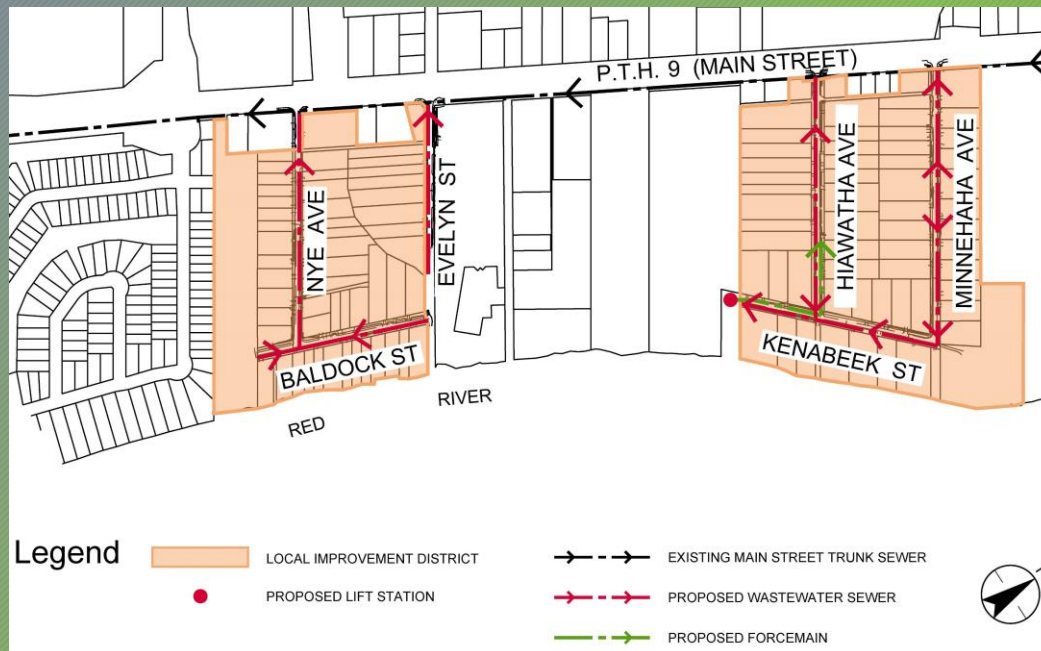 P.T.H. 9 (MAIN STREET)
NYE AVE
EVELYN ST
HIAWATHA AVE
MINNEHAHA AVE
BALDOCK ST
KENABEEK ST
RED
RIVER
Legend
LOCAL IMPROVEMENT DISTRICT
PROPOSED LIFT STATION
EXISTING MAIN STREET TRUNK SEWER
PROPOSED WASTEWATER SEWER
PROPOSED FORCEMAIN